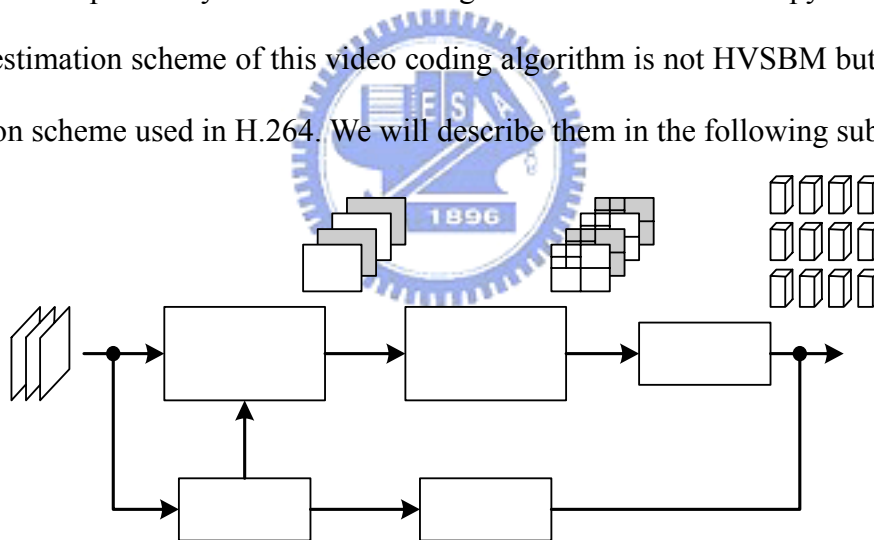 estimation scheme of this video coding algorithm is not HVSBM but
on scheme used in H.264. We will describe them in the following sub
ESA
1896